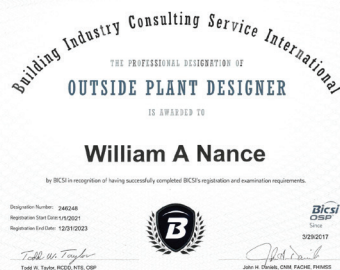 Building Industry Consulting Service International
THE PROFESSIONAL DESIGNATION OF
OUTSIDE PLANT DESIGNER
IS AWARDED TO
William A Nance
by BICSI in recognition of having successfully completed BICSI's registration and examination requirements.
Designation Number: 246246
Registration Start Date: 1/1/2021
Registration End Date: 12/31/2023
B
Bicsi
OSP
Since
3/29/2017
Todd W. Taylor
Todd W. Taylor, RCDD, NTS, OSP
John H. Daniels, CNM, FACHE, FHIMSS